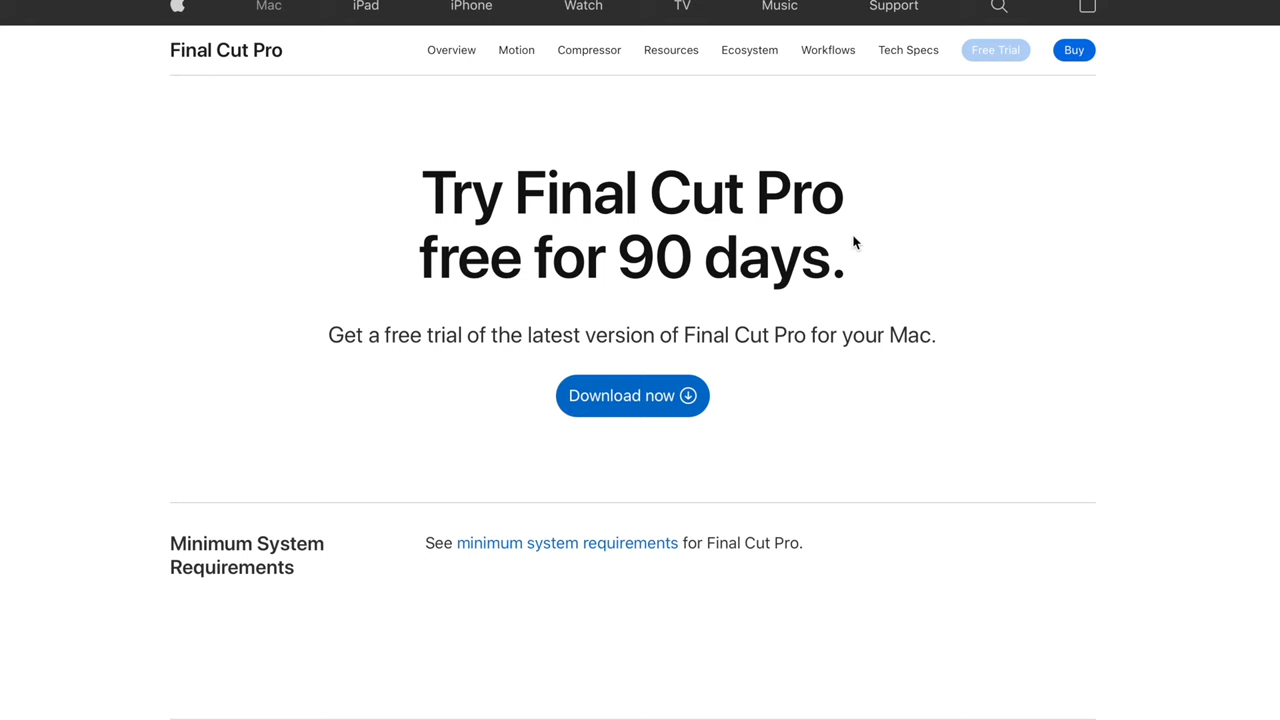 Mac iPad iPhone Watch TV Music Support
Final Cut Pro Overview Motion Compressor Resources Ecosystem Workflows Tech Specs Free Trial Buy
Try Final Cut Pro
free for 90 days.
Get a free trial of the latest version of Final Cut Pro for your Mac.
Download now
Minimum System
Requirements
See minimum system requirements for Final Cut Pro.